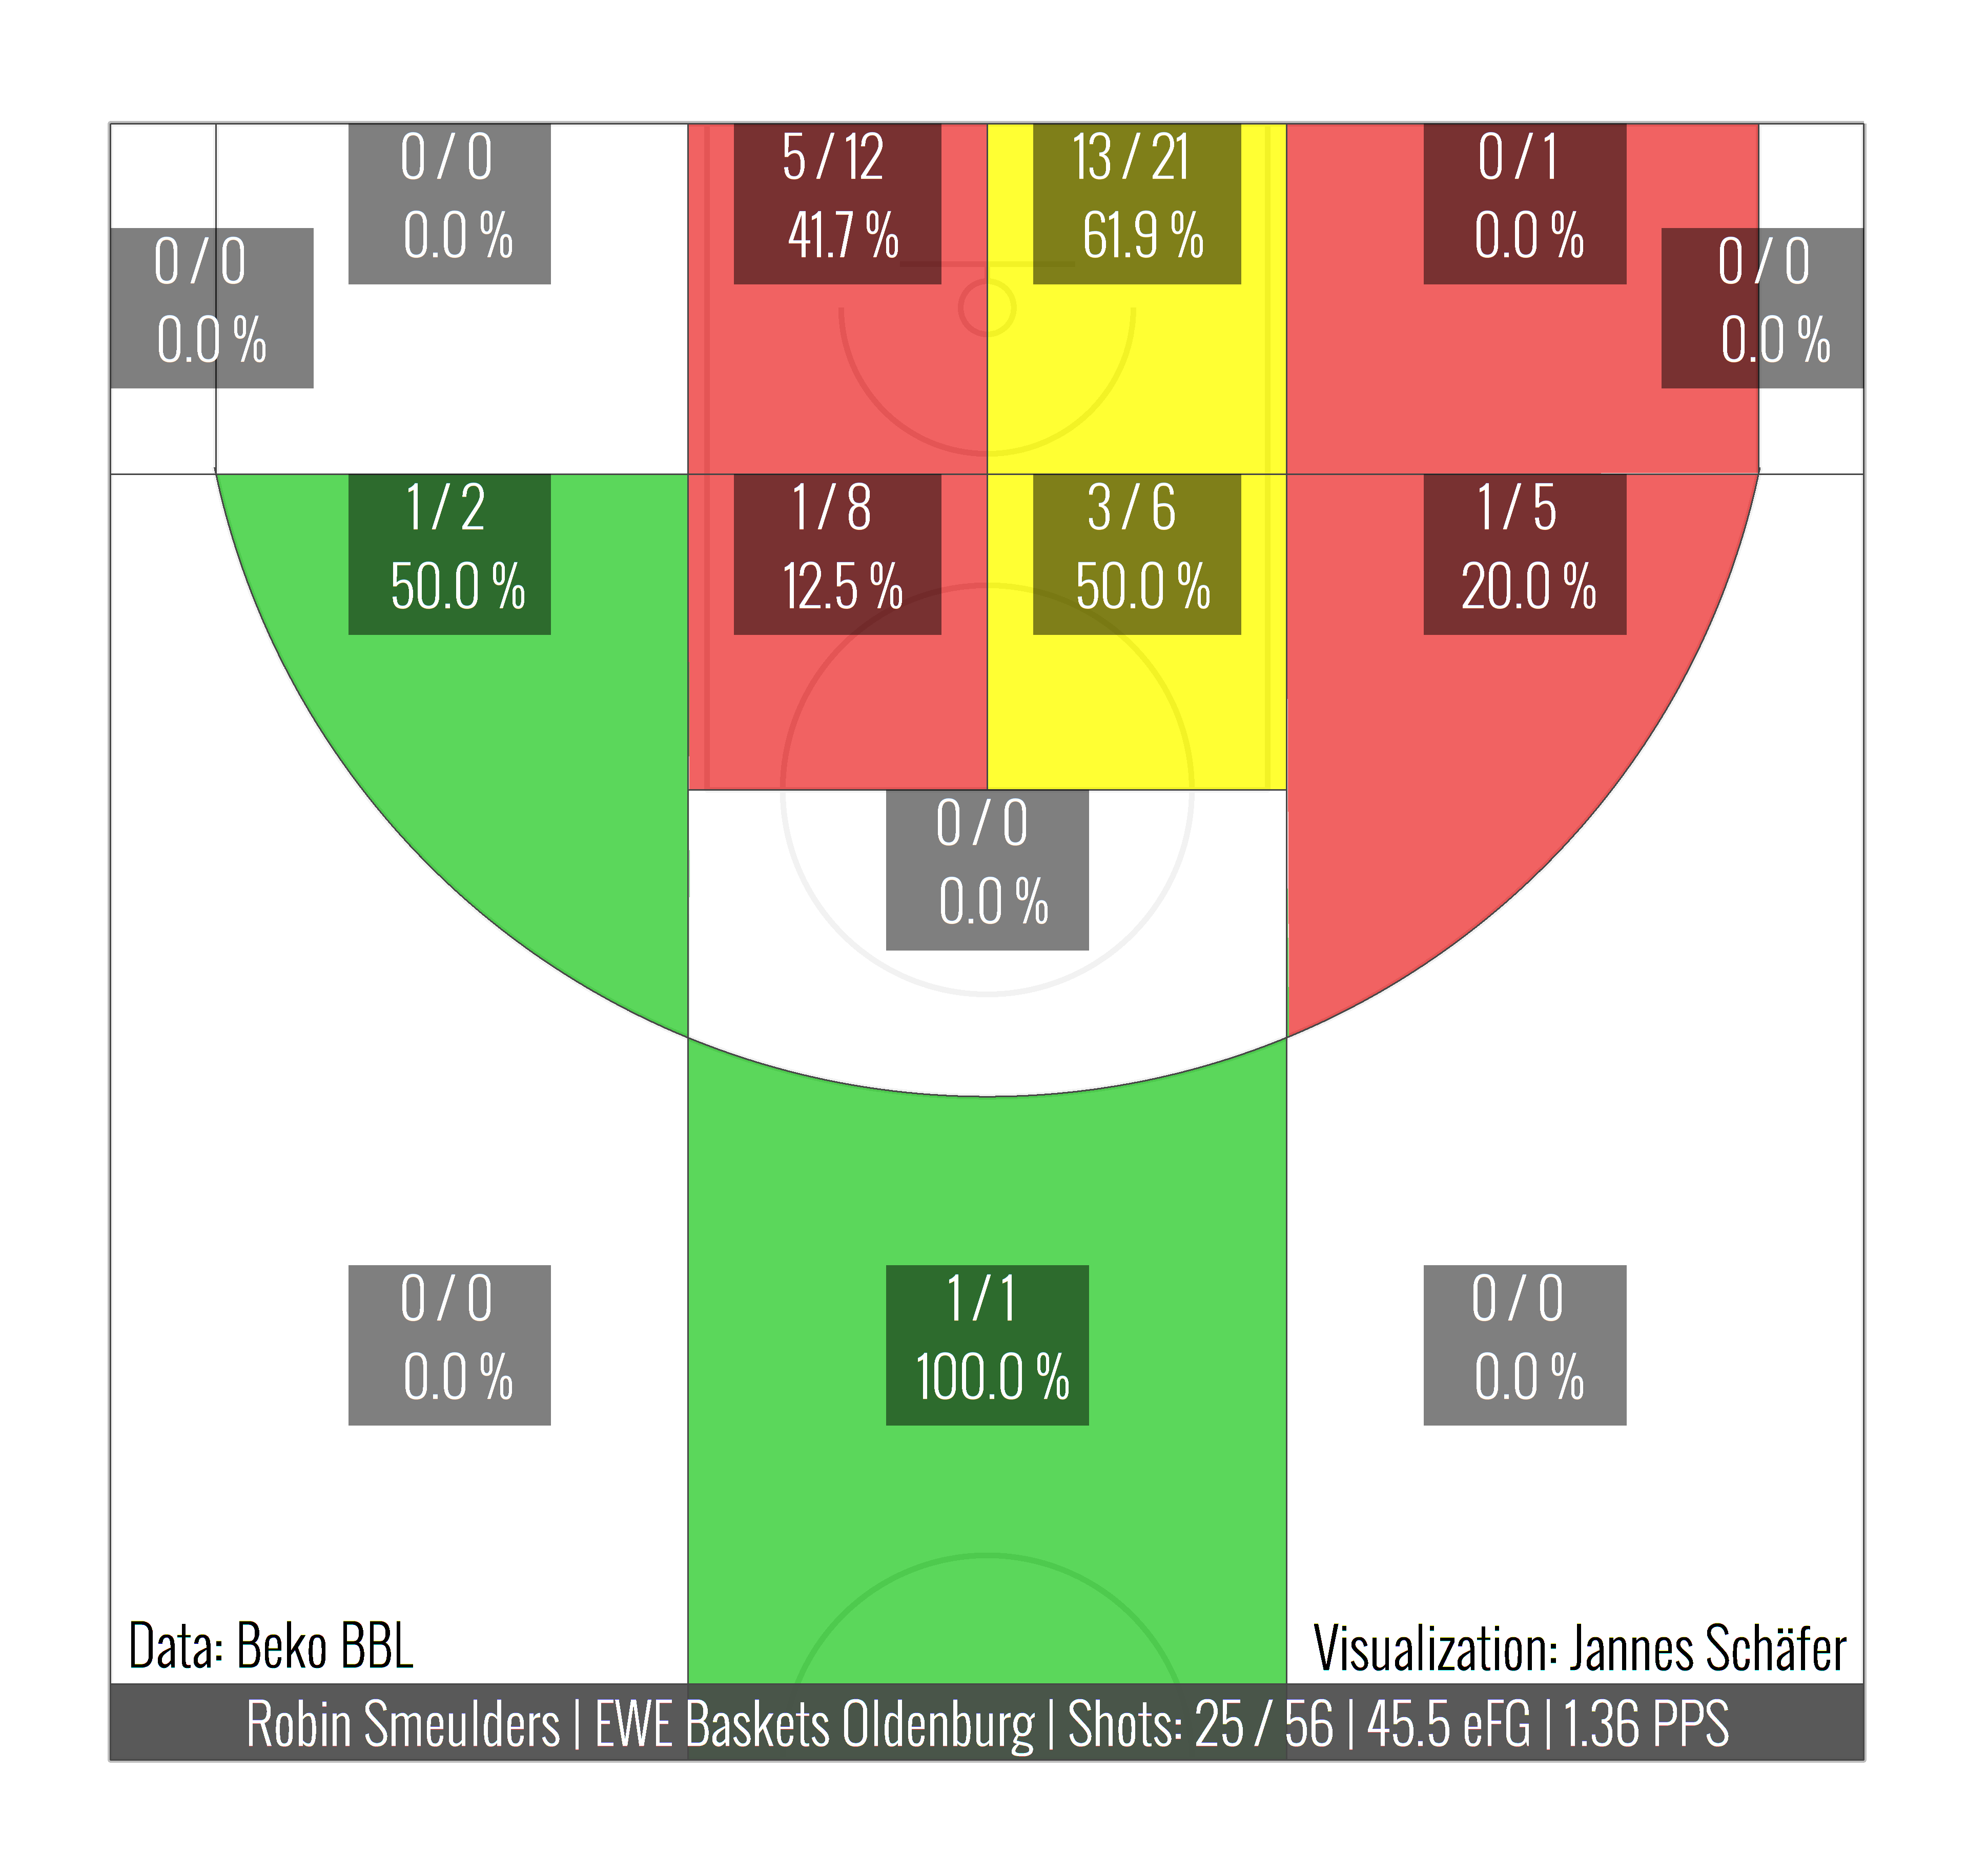 0 / 0
0.0 %
5 / 12
41.7 %
13 / 21
61.9 %
0 / 1
0.0 %
0 / 0
0.0 %
0 / 0
0.0 %
1 / 2
50.0 %
1 / 8
12.5 %
3 / 6
50.0 %
1 / 5
20.0 %
0 / 0
0.0 %
0 / 0
0.0 %
1 / 1
100.0 %
0 / 0
0.0 %
Data: Beko BBL
Visualization: Jannes Schäfer
Robin Smeulders | EWE Baskets Oldenburg | Shots: 25 / 56 | 45.5 eFG | 1.36 PPS